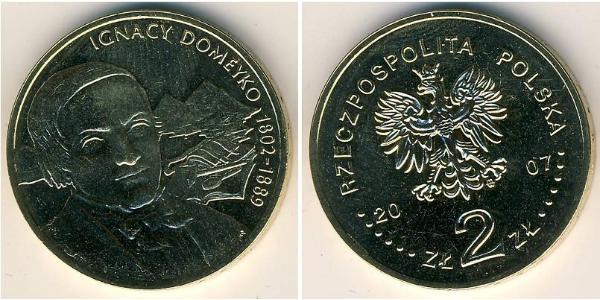 IGNACY DOMEYKO 1802-1889
RZECZPOSPOLITA POLSKA
20 07
ZŁ 2 ZŁ